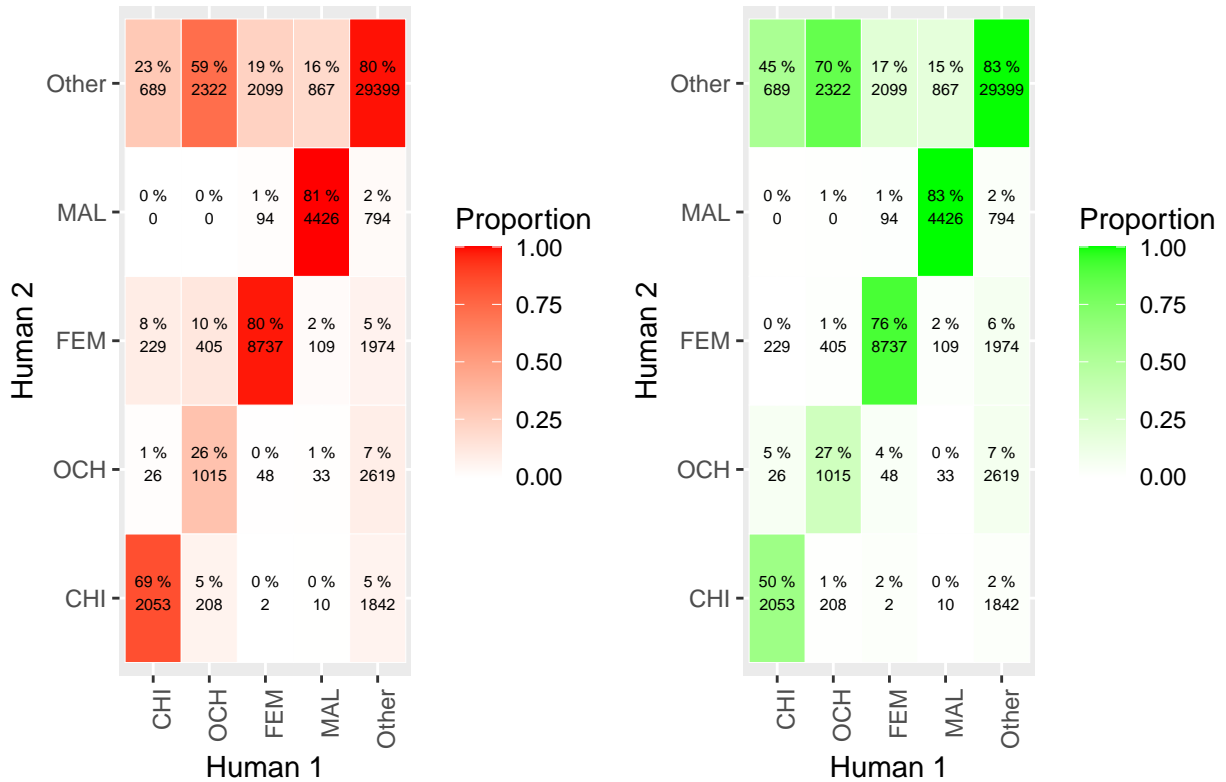 Other
23 % 59 % 19 % 16 % 80 %
689 2322 2099 867 29399
MAL
0 % 0 % 1 % 81 % 2 %
0 0 94 4426 794
FEM
8 % 10 % 80 % 2 % 5 %
229 405 8737 109 1974
OCH
1 % 26 % 0 % 1 % 7 %
26 1015 48 33 2619
CHI
69 % 5 % 0 % 0 % 5 %
2053 208 2 10 1842
Human 2
CHI OCH FEM MAL Other
Human 1
Proportion
1.00
0.75
0.50
0.25
0.00
Other
45 % 70 % 17 % 15 % 83 %
689 2322 2099 867 29399
MAL
0 % 1 % 1 % 83 % 2 %
0 0 94 4426 794
FEM
0 % 1 % 76 % 2 % 6 %
229 405 8737 109 1974
OCH
5 % 27 % 4 % 0 % 7 %
26 1015 48 33 2619
CHI
50 % 1 % 2 % 0 % 2 %
2053 208 2 10 1842
Human 2
CHI OCH FEM MAL Other
Human 1
Proportion
1.00
0.75
0.50
0.25
0.00